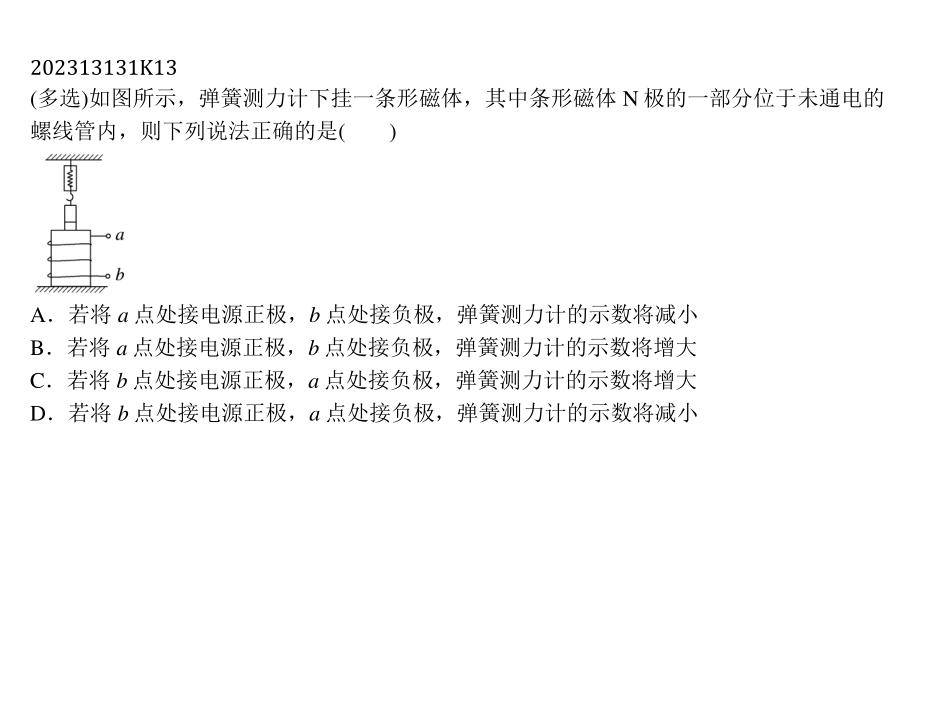 202313131K13
(多选)如图所示，弹簧测力计下挂一条形磁体，其中条形磁体 N 极的一部分位于未通电的
螺线管内，则下列说法正确的是(　　)
a
b
A．若将 a 点处接电源正极，b 点处接负极，弹簧测力计的示数将减小
B．若将 a 点处接电源正极，b 点处接负极，弹簧测力计的示数将增大
C．若将 b 点处接电源正极，a 点处接负极，弹簧测力计的示数将增大
D．若将 b 点处接电源正极，a 点处接负极，弹簧测力计的示数将减小